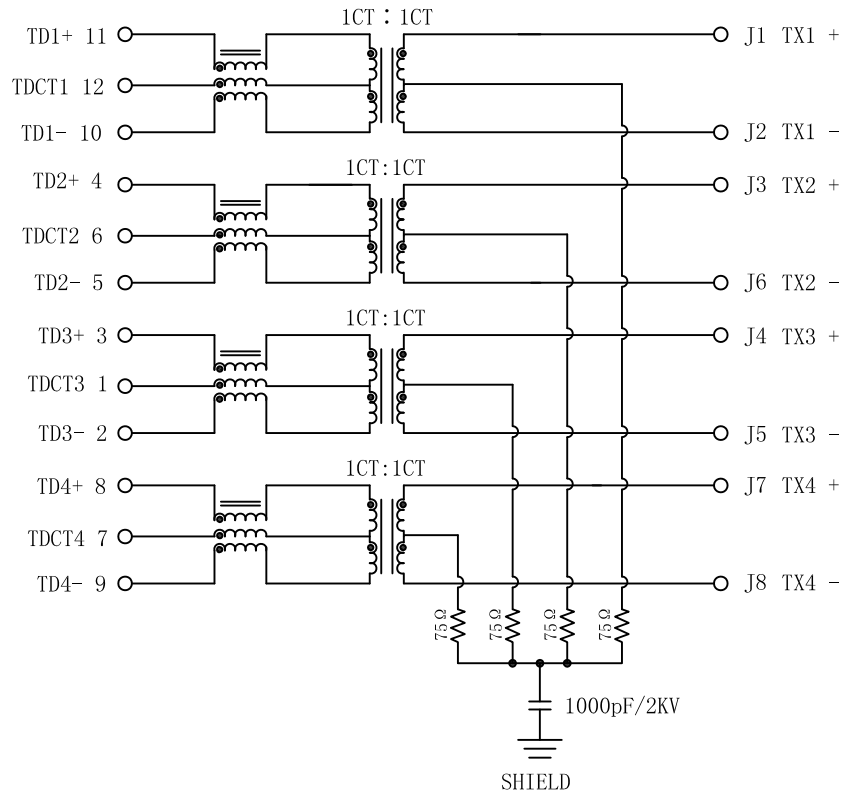 1CT : 1CT
TD1+ 11
J1 TX1 +
TDCT1 12
TD1- 10
J2 TX1 -
1CT:1CT
TD2+ 4
J3 TX2 +
TDCT2 6
TD2- 5
J6 TX2 -
1CT:1CT
TD3+ 3
J4 TX3 +
TDCT3 1
TD3- 2
J5 TX3 -
1CT:1CT
TD4+ 8
J7 TX4 +
TDCT4 7
TD4- 9
J8 TX4 -
75Ω
75Ω
75Ω
75Ω
1000pF/2KV
SHIELD